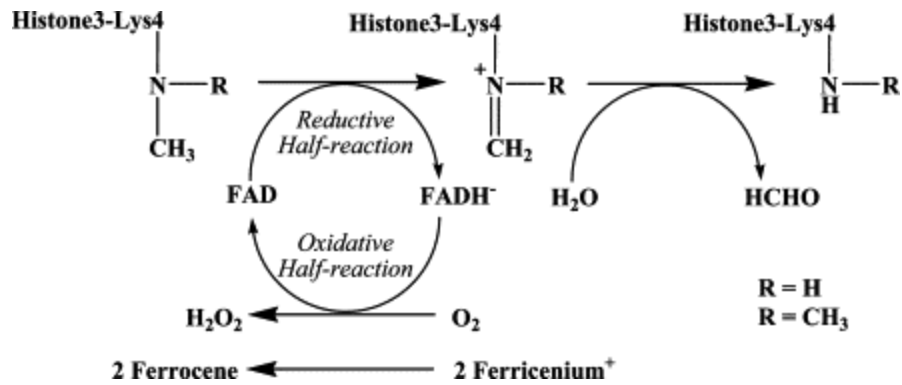 Histone3-Lys4 Histone3-Lys4 Histone3-Lys4
N R + N R N H R
CH3 CH2
Reductive
Half-reaction
FAD FADH- H2O HCHO
Oxidative
Half-reaction
R = H
H2O2 O2 R = CH3
2 Ferrocene 2 Ferricenium+